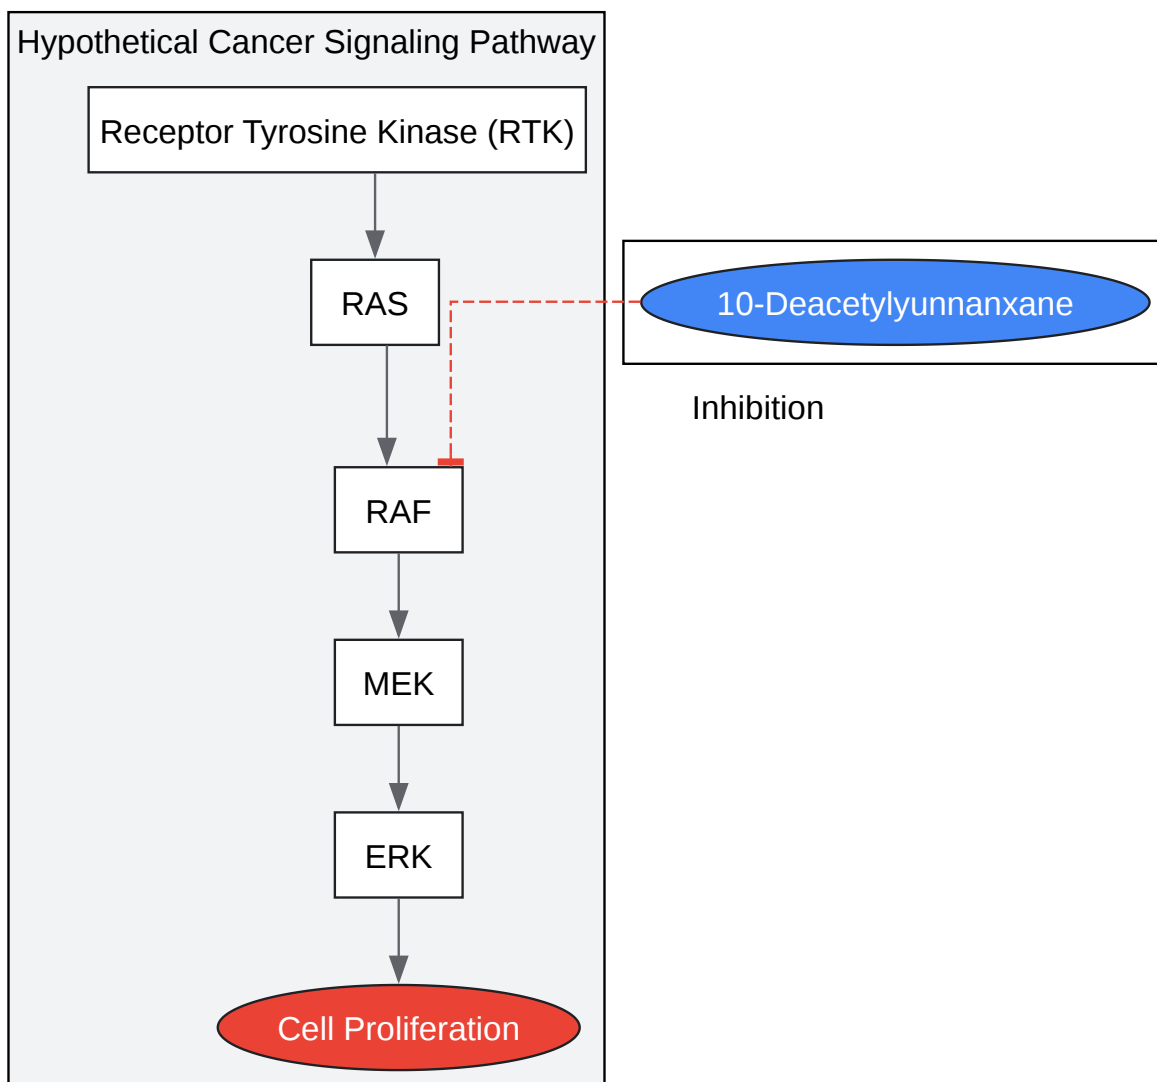 Hypothetical Cancer Signaling Pathway
Receptor Tyrosine Kinase (RTK)
RAS
10-Deacetylyunnanxane
Inhibition
RAF
MEK
ERK
Cell Proliferation